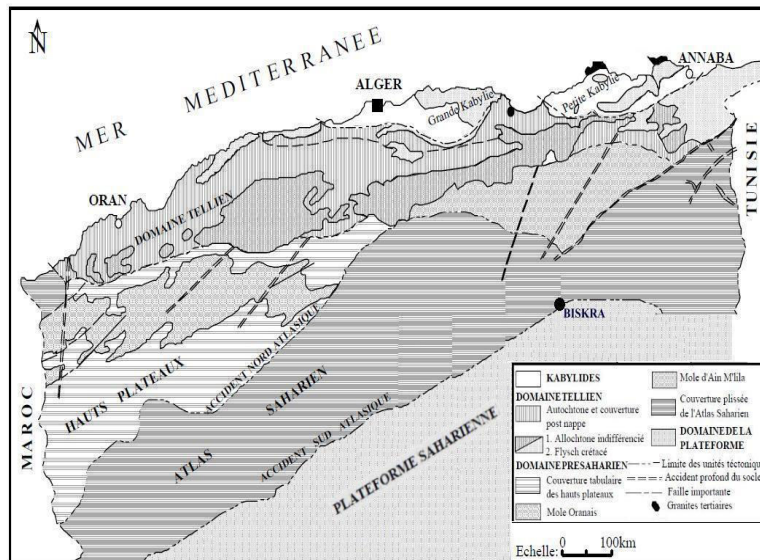 N
MER MEDITERRANEE
ALGER
ANNABA
Grande Kabylie
Petite Kabylie
TUNISIE
ORAN
DOMAINE TELLIEN
BISKRA
HAUTS PLATEAUX
ACCIDENT NORD ATLASIQUE
ATLAS SAHARIEN
ACCIDENT SUD ATLASIQUE
MAROC
PLATEFORME SAHARIENNE
KABYLIDES
DOMAINE TELLIEN
Autochtone et couverture
post nappe
1. Allochtone indifférencié
2. Flysch crétacé
DOMAINE PRESAHARIEN
Couverture tabulaire
des hauts plateaux
Mole Oranais
Mole d'Ain M'lila
Couverture plissée
de l'Atlas Saharien
DOMAINE DE LA
PLATEFORME
Limite des unités téctoniques
Accident profond du socle
Faille importante
Granites tertiaires
Echelle: 0 100km